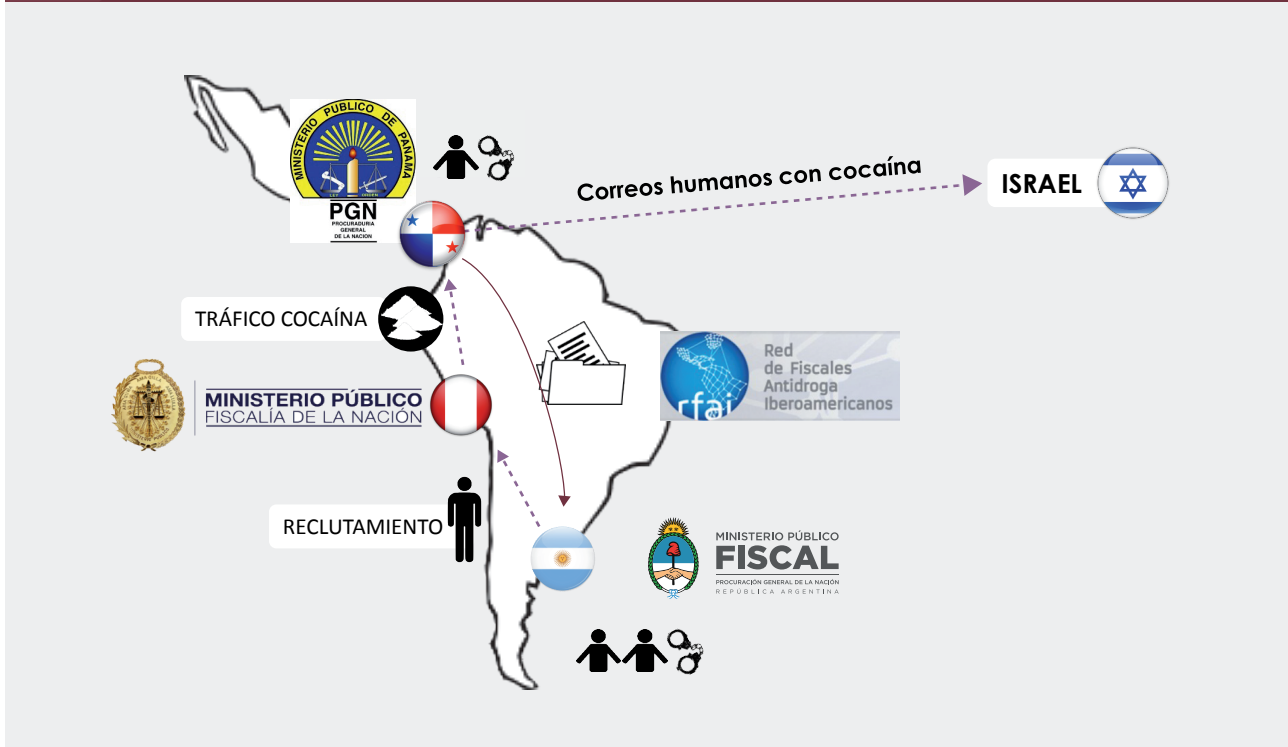 MINISTERIO PÚBLICO DE PANAMÁ
PGN
PROCURADURIA
GENERAL
DE LA NACION
Correos humanos con cocaína
ISRAEL
TRÁFICO COCAÍNA
Red
de Fiscales
Antidroga
Iberoamericanos
rfai
MINISTERIO PÚBLICO
FISCALÍA DE LA NACIÓN
RECLUTAMIENTO
MINISTERIO PÚBLICO
FISCAL
PROCURACIÓN GENERAL DE LA NACIÓN
REPÚBLICA ARGENTINA